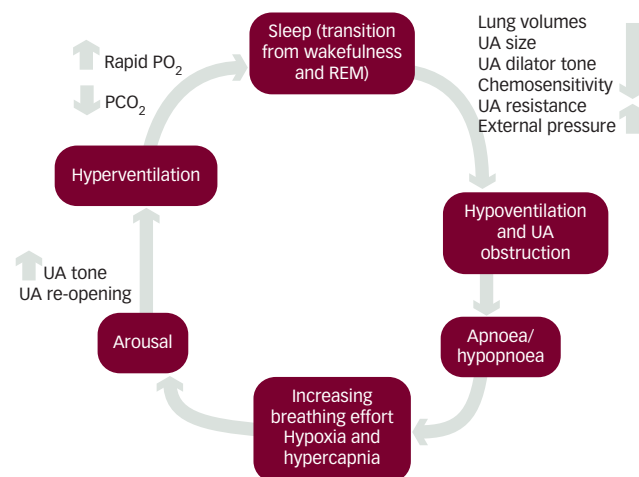 Sleep (transition
from wakefulness
and REM)
Lung volumes
UA size
UA dilator tone
Chemosensitivity
UA resistance
External pressure
Rapid PO₂
PCO₂
Hyperventilation
Hypoventilation
and UA
obstruction
UA tone
UA re-opening
Arousal
Apnoea/
hypopnoea
Increasing
breathing effort
Hypoxia and
hypercapnia